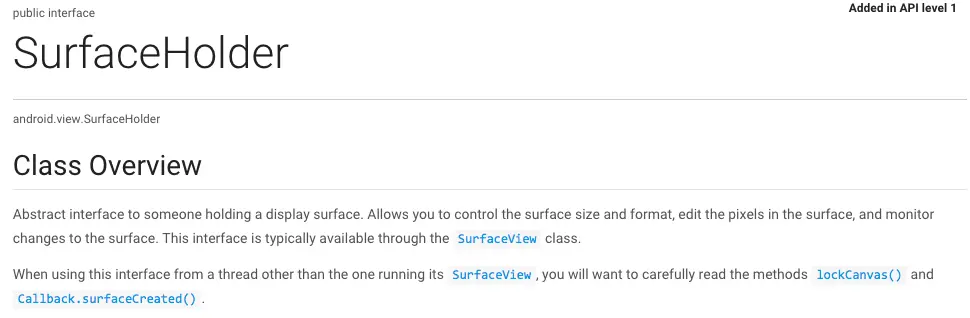 public interface
Added in API level 1
SurfaceHolder
android.view.SurfaceHolder
Class Overview
Abstract interface to someone holding a display surface. Allows you to control the surface size and format, edit the pixels in the surface, and monitor
changes to the surface. This interface is typically available through the SurfaceView class.
When using this interface from a thread other than the one running its SurfaceView, you will want to carefully read the methods lockCanvas() and
Callback.surfaceCreated().